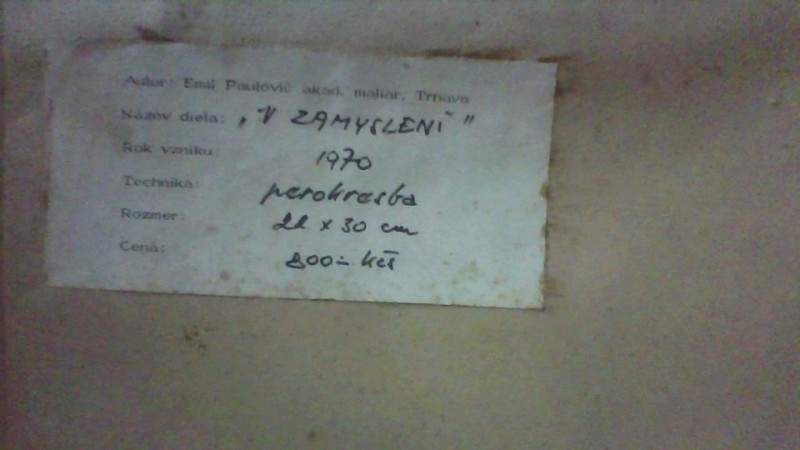 Autor: Emil Paulovič akad. maliar, Trnava
Názov diela: „V ZAMYSLENÍ"
Rok vzniku: 1970
Technika: perokresba
Rozmer: 21 x 30 cm
Cena: 800.- Kčs